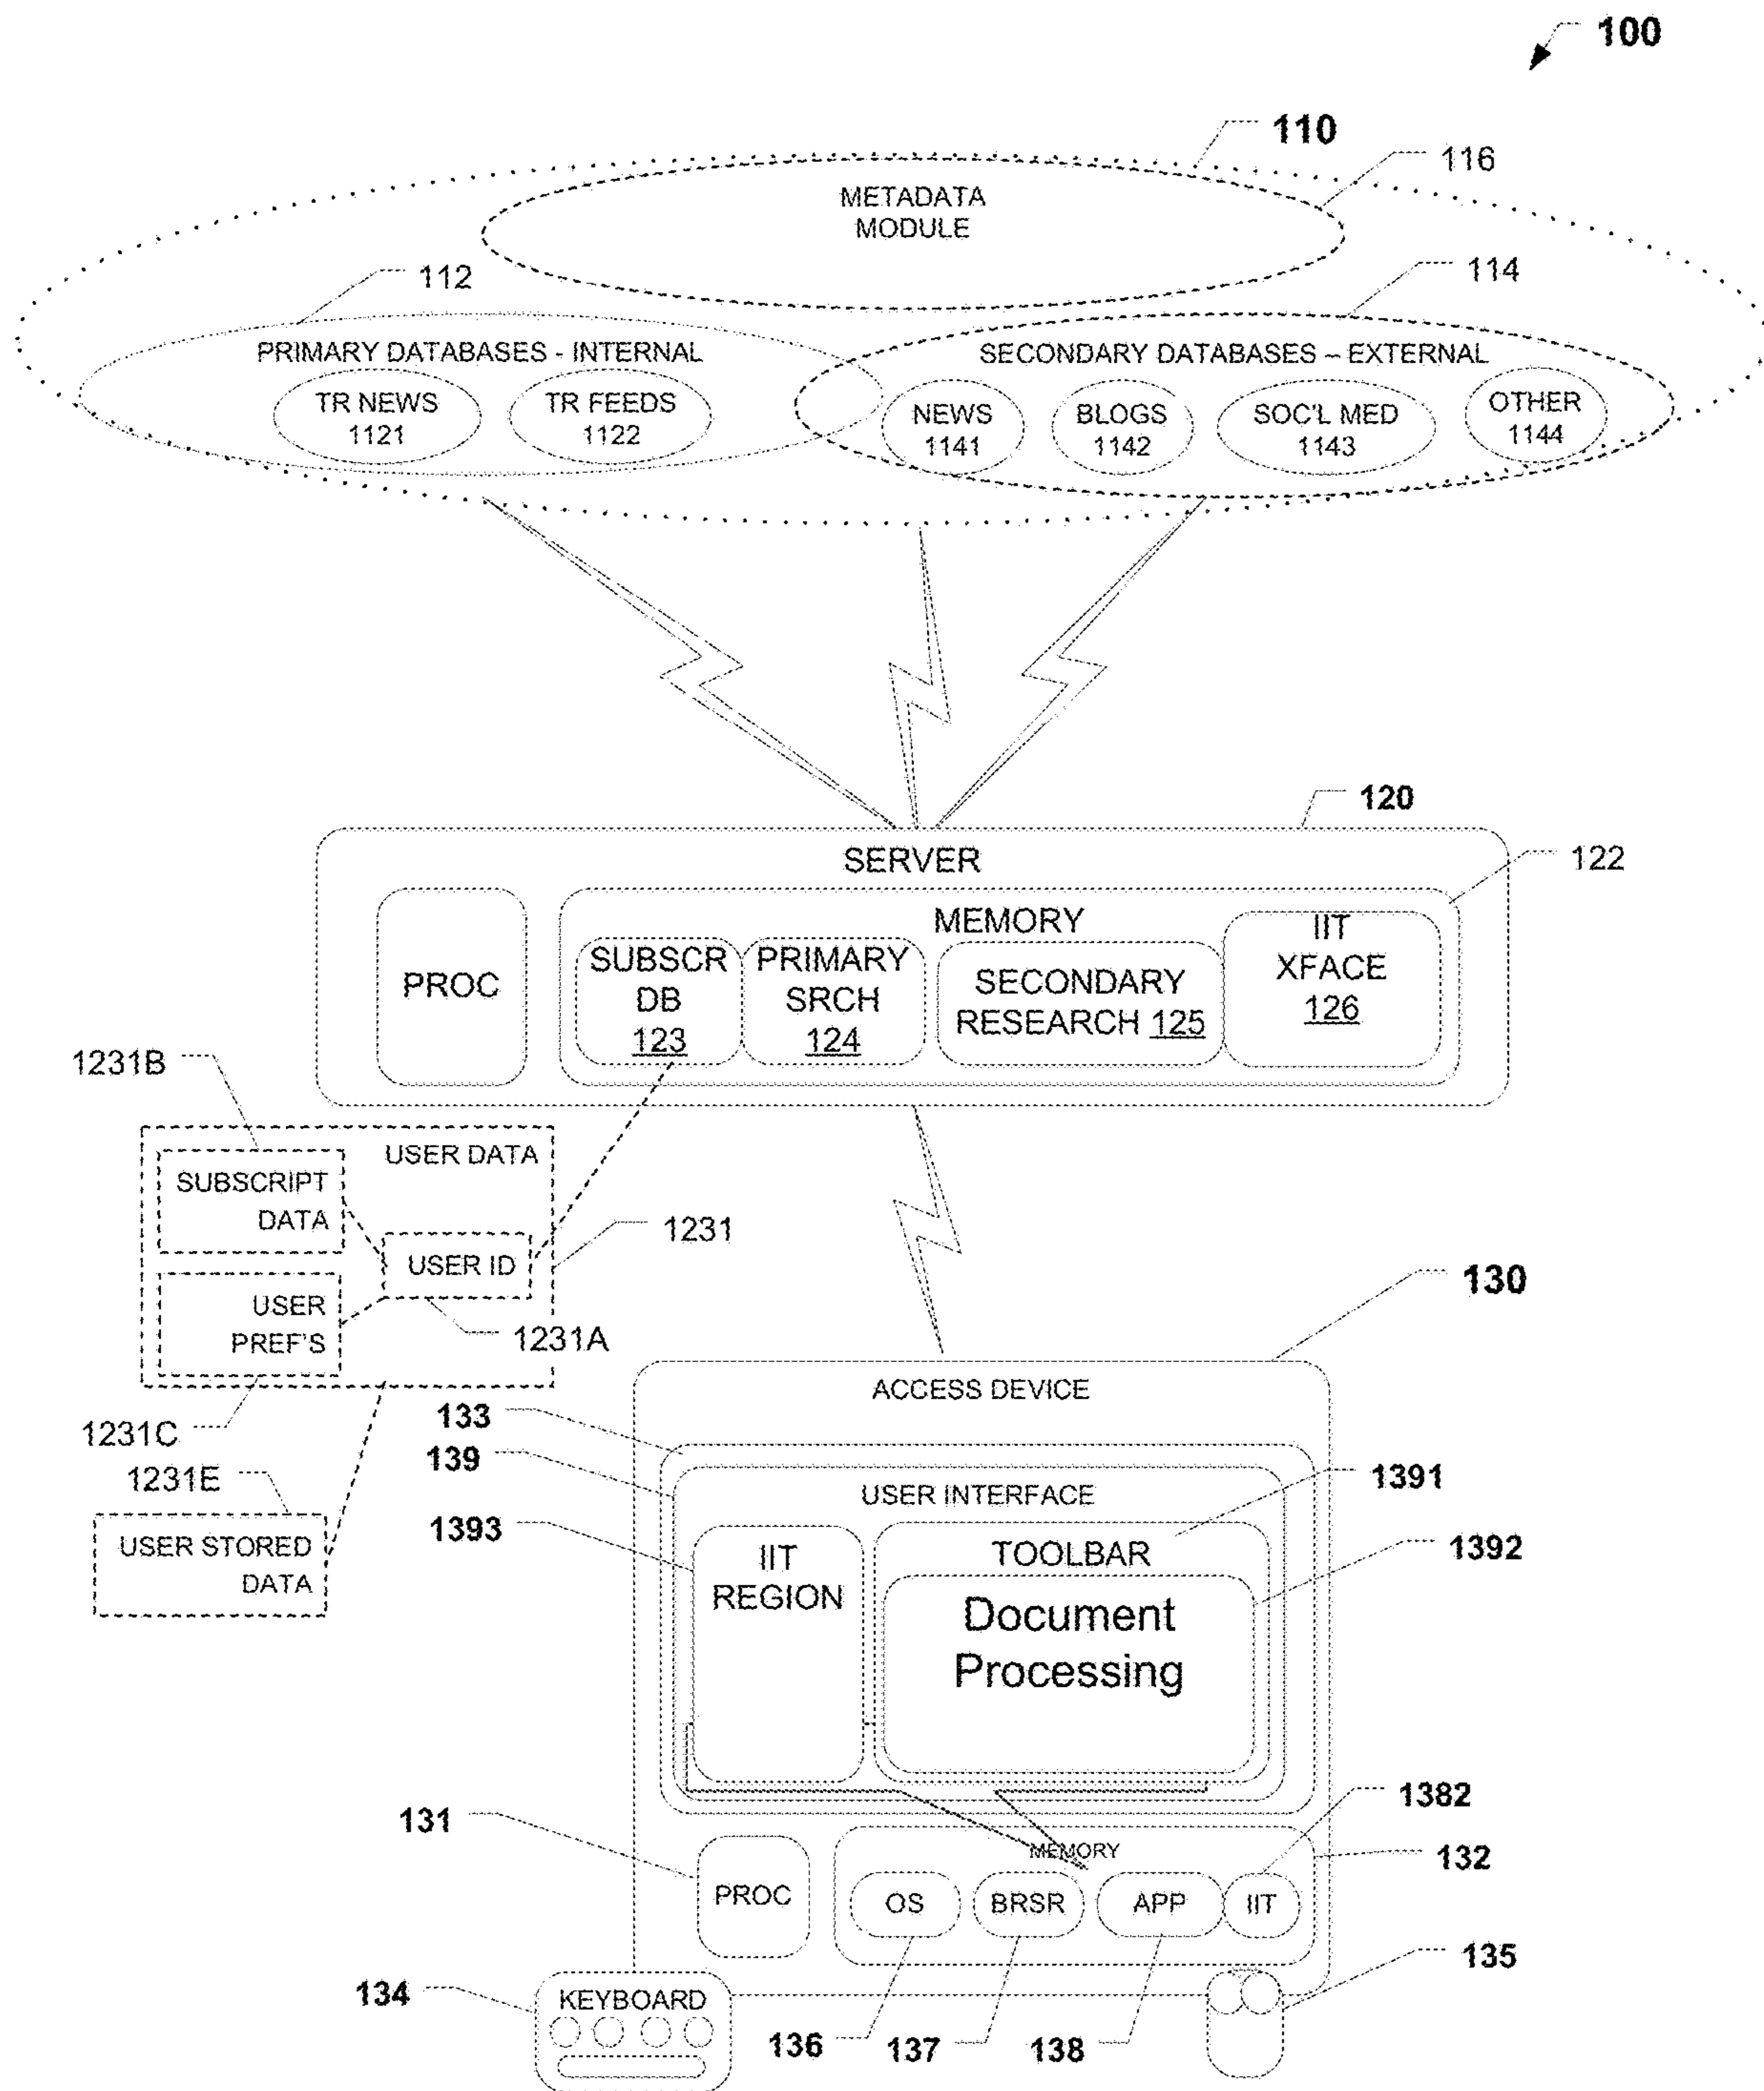 100
110
116
METADATA
MODULE
112
114
PRIMARY DATABASES - INTERNAL
SECONDARY DATABASES – EXTERNAL
TR NEWS
1121
TR FEEDS
1122
NEWS
1141
BLOGS
1142
SOC'L MED
1143
OTHER
1144
120
SERVER
122
MEMORY
PROC
SUBSCR
DB
123
PRIMARY
SRCH
124
SECONDARY
RESEARCH 125
IIT
XFACE
126
1231B
USER DATA
SUBSCRIPT
DATA
1231
USER ID
USER
PREF'S
1231A
130
1231C
ACCESS DEVICE
133
139
1231E
USER INTERFACE
1391
1393
USER STORED
DATA
IIT
REGION
TOOLBAR
1392
Document
Processing
1382
131
MEMORY
132
PROC
OS
BRSR
APP
IIT
135
134
KEYBOARD
136
137
138